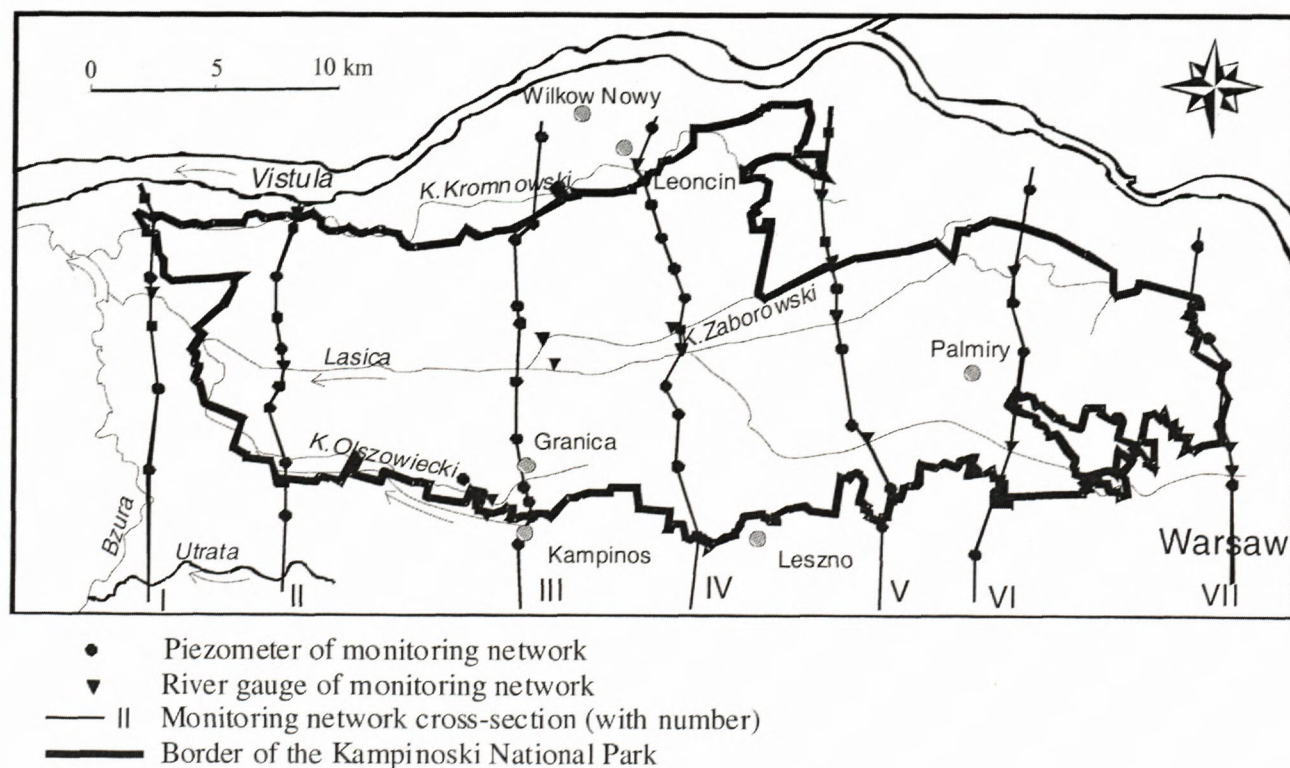 0 5 10 km
Wilkow Nowy
Vistula
K.Kromnowski
Leoncin
K.Zaborowski
Palmiry
Lasica
Granica
K.Olszowiecki
Bzura
Utrata
Kampinos
Leszno
Warsaw
I II III IV V VI VII
Piezometer of monitoring network
River gauge of monitoring network
II Monitoring network cross-section (with number)
Border of the Kampinoski National Park